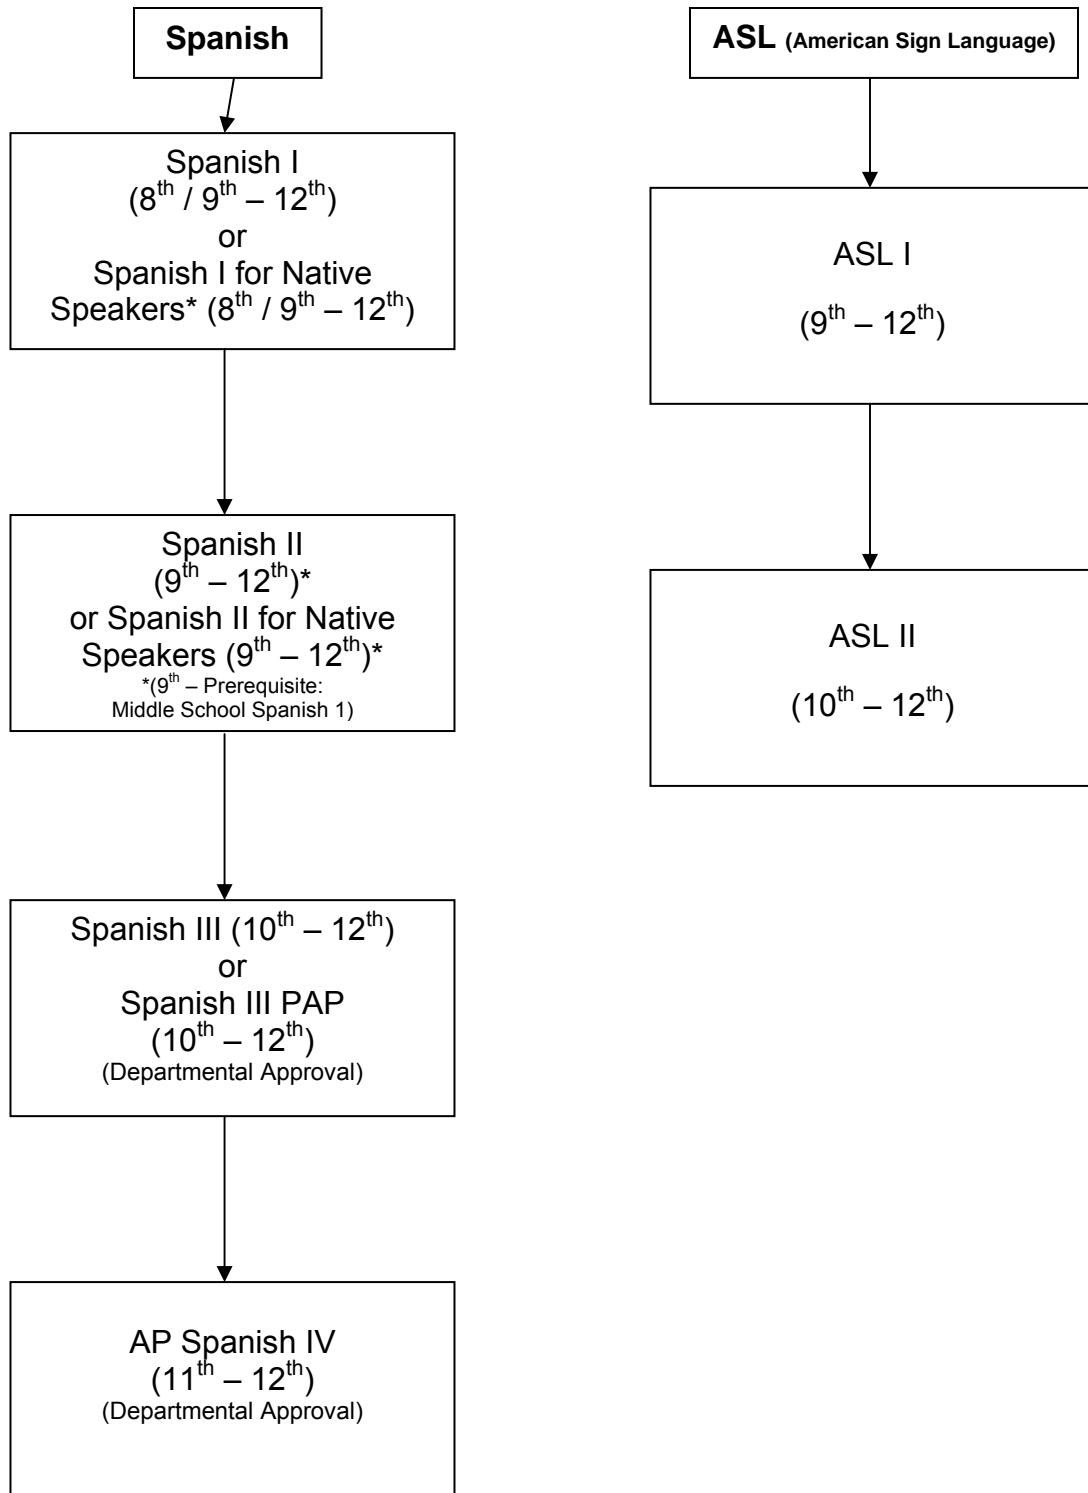 Spanish
Spanish I
(8th / 9th – 12th)
or
Spanish I for Native
Speakers* (8th / 9th – 12th)
Spanish II
(9th – 12th)*
or Spanish II for Native
Speakers (9th – 12th)*
*(9th – Prerequisite:
Middle School Spanish 1)
Spanish III (10th – 12th)
or
Spanish III PAP
(10th – 12th)
(Departmental Approval)
AP Spanish IV
(11th – 12th)
(Departmental Approval)
ASL (American Sign Language)
ASL I
(9th – 12th)
ASL II
(10th – 12th)